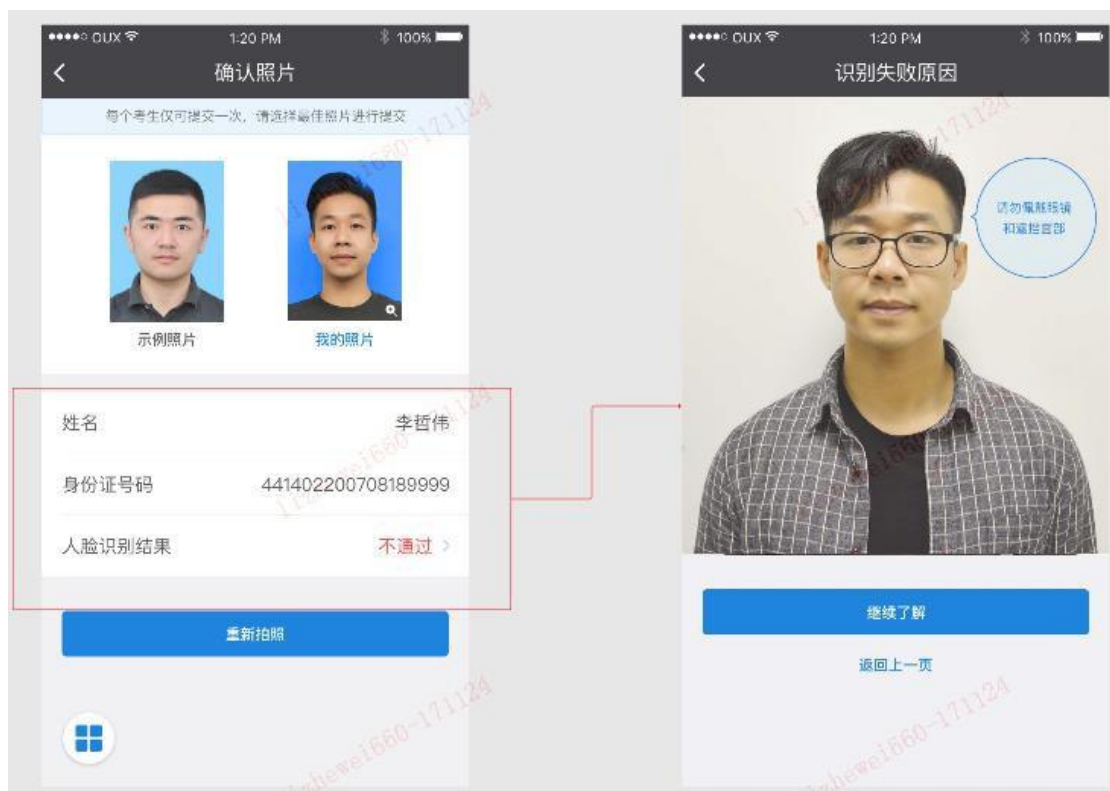 OUX 1:20 PM 100%
确认照片
每个考生仅可提交一次，请选择最佳照片进行提交
示例照片 我的照片
姓名 李哲伟
身份证号码 441402200708189999
人脸识别结果 不通过
重新拍照
OUX 1:20 PM 100%
识别失败原因
请勿佩戴眼镜
和遮挡面部
继续了解
返回上一页